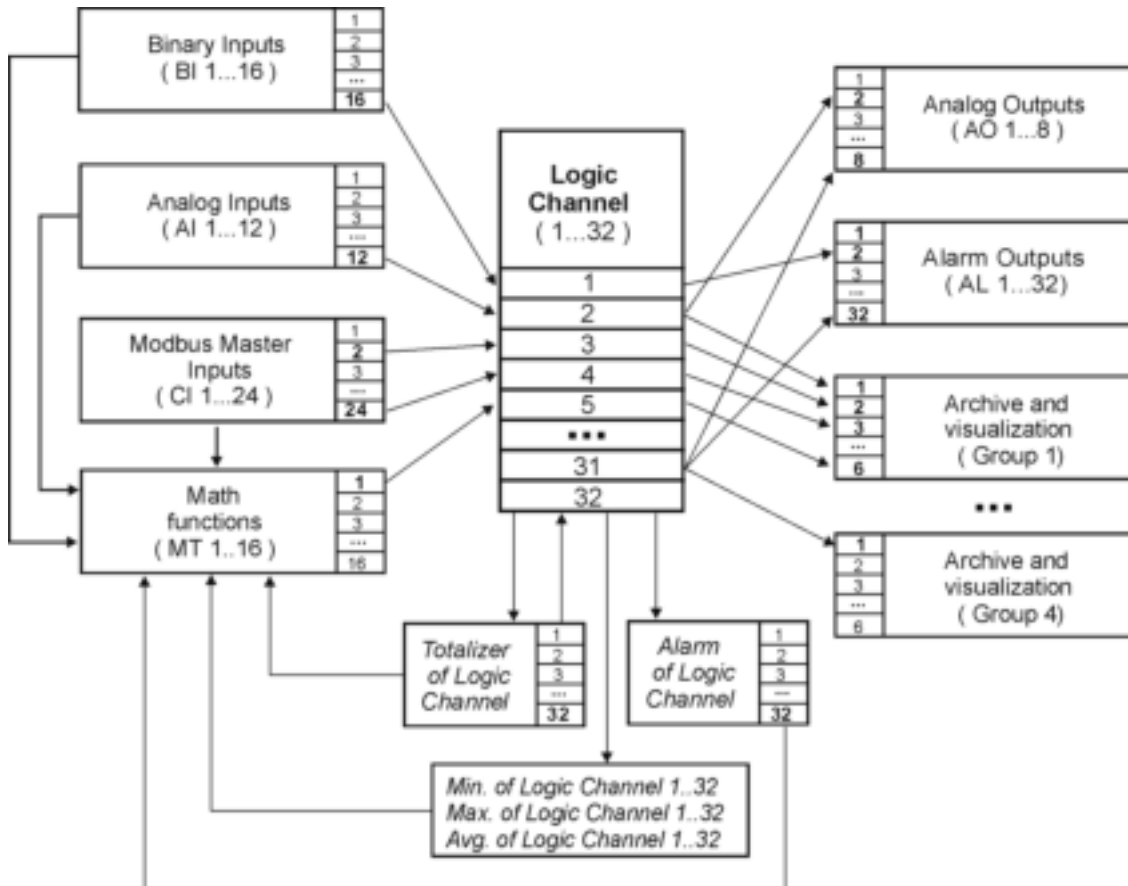 Binary Inputs
( BI 1...16 )
1
2
3
...
16
Analog Inputs
( AI 1...12 )
1
2
3
...
12
Modbus Master
Inputs
( CI 1...24 )
1
2
3
...
24
Math
functions
( MT 1..16 )
1
2
3
...
16
Logic
Channel
( 1...32 )
1
2
3
4
5
...
31
32
Analog Outputs
( AO 1...8 )
1
2
3
...
8
Alarm Outputs
( AL 1...32)
1
2
3
...
32
Archive and
visualization
( Group 1)
1
2
3
...
6
...
Archive and
visualization
( Group 4)
1
2
3
...
6
Totalizer
of Logic
Channel
1
2
3
...
32
Alarm
of Logic
Channel
1
2
3
...
32
Min. of Logic Channel 1..32
Max. of Logic Channel 1..32
Avg. of Logic Channel 1..32